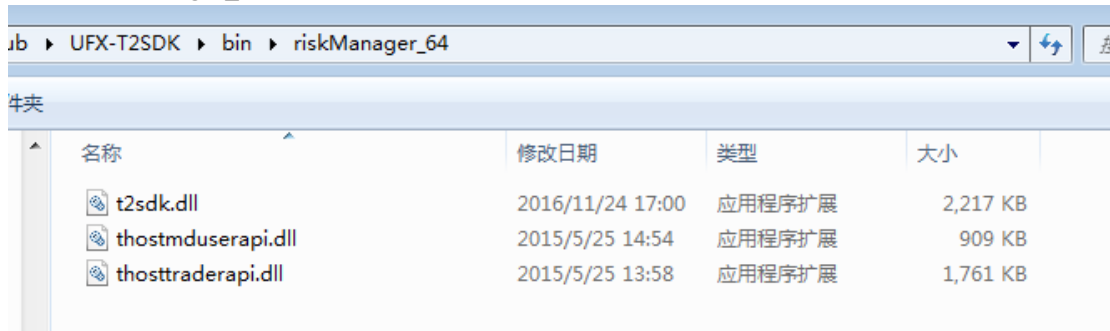 ub ▸ UFX-T2SDK ▸ bin ▸ riskManager_64
件夹
名称 修改日期 类型 大小
t2sdk.dll 2016/11/24 17:00 应用程序扩展 2,217 KB
thostmduserapi.dll 2015/5/25 14:54 应用程序扩展 909 KB
thosttraderapi.dll 2015/5/25 13:58 应用程序扩展 1,761 KB